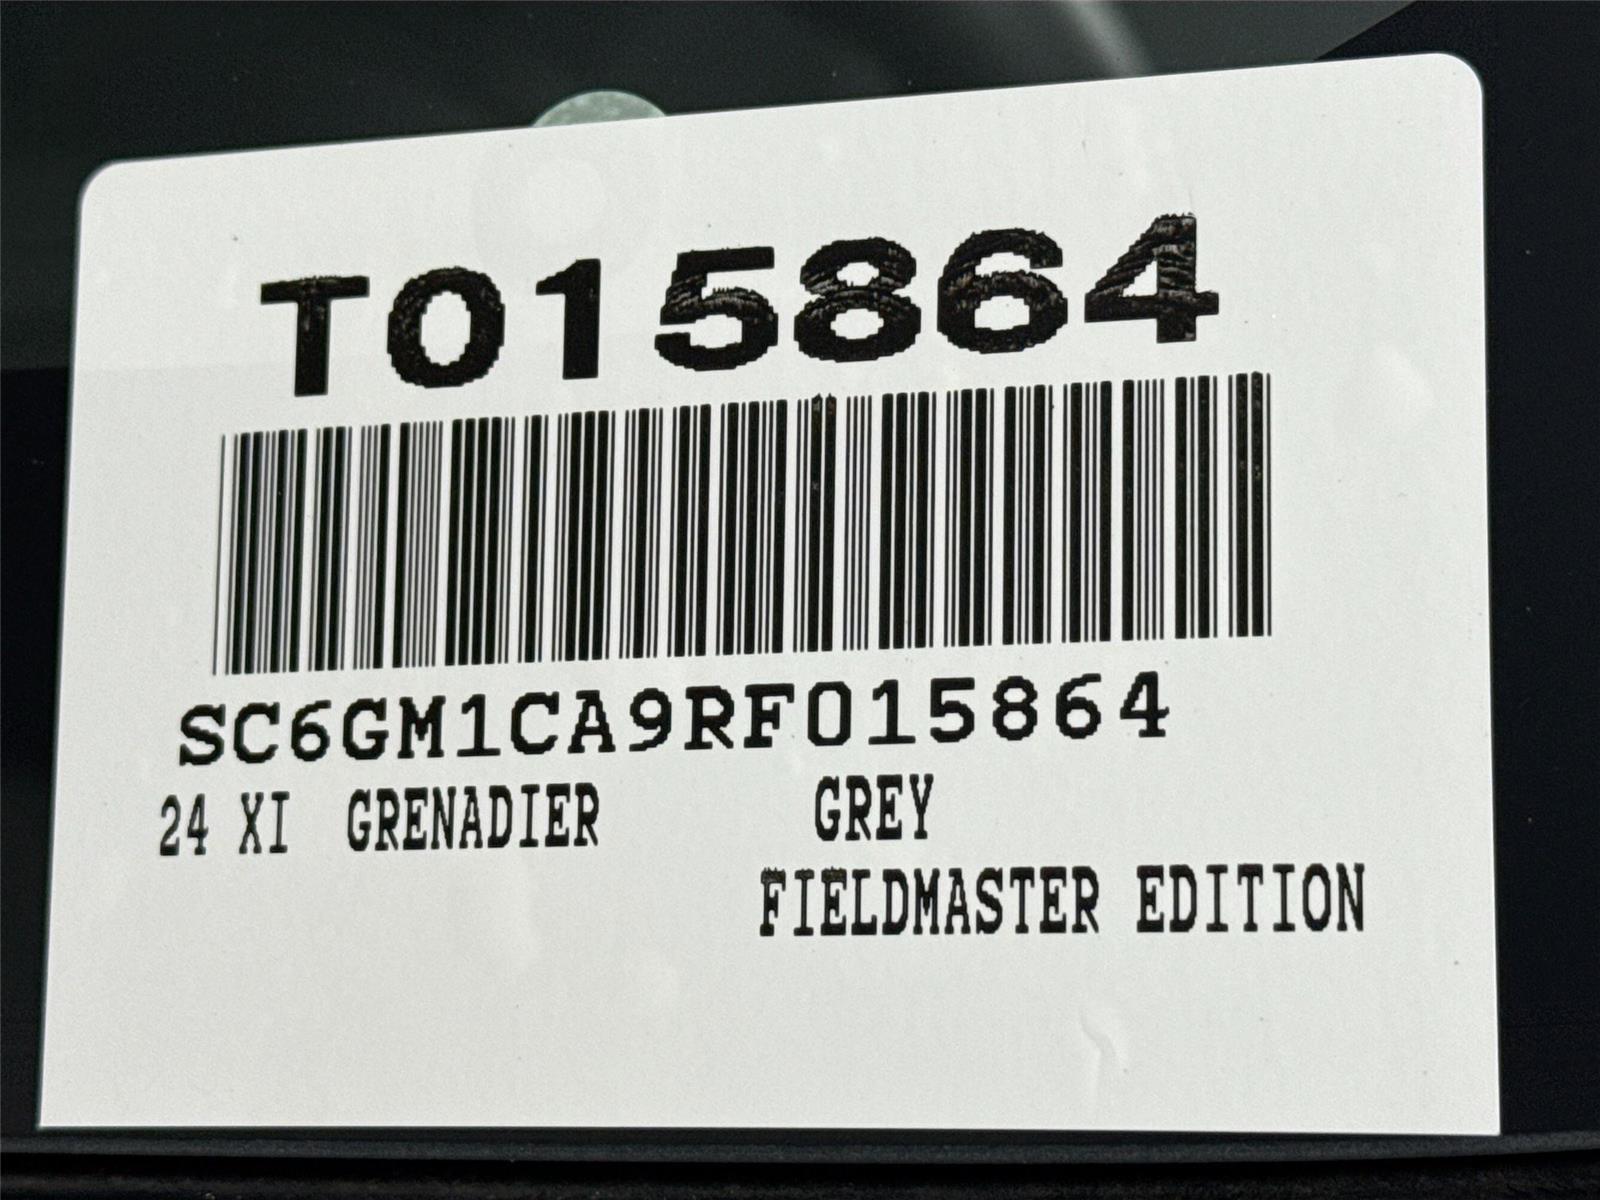 T015864
SC6GM1CA9RF015864
24 XI GRENADIER GREY
FIELDMASTER EDITION